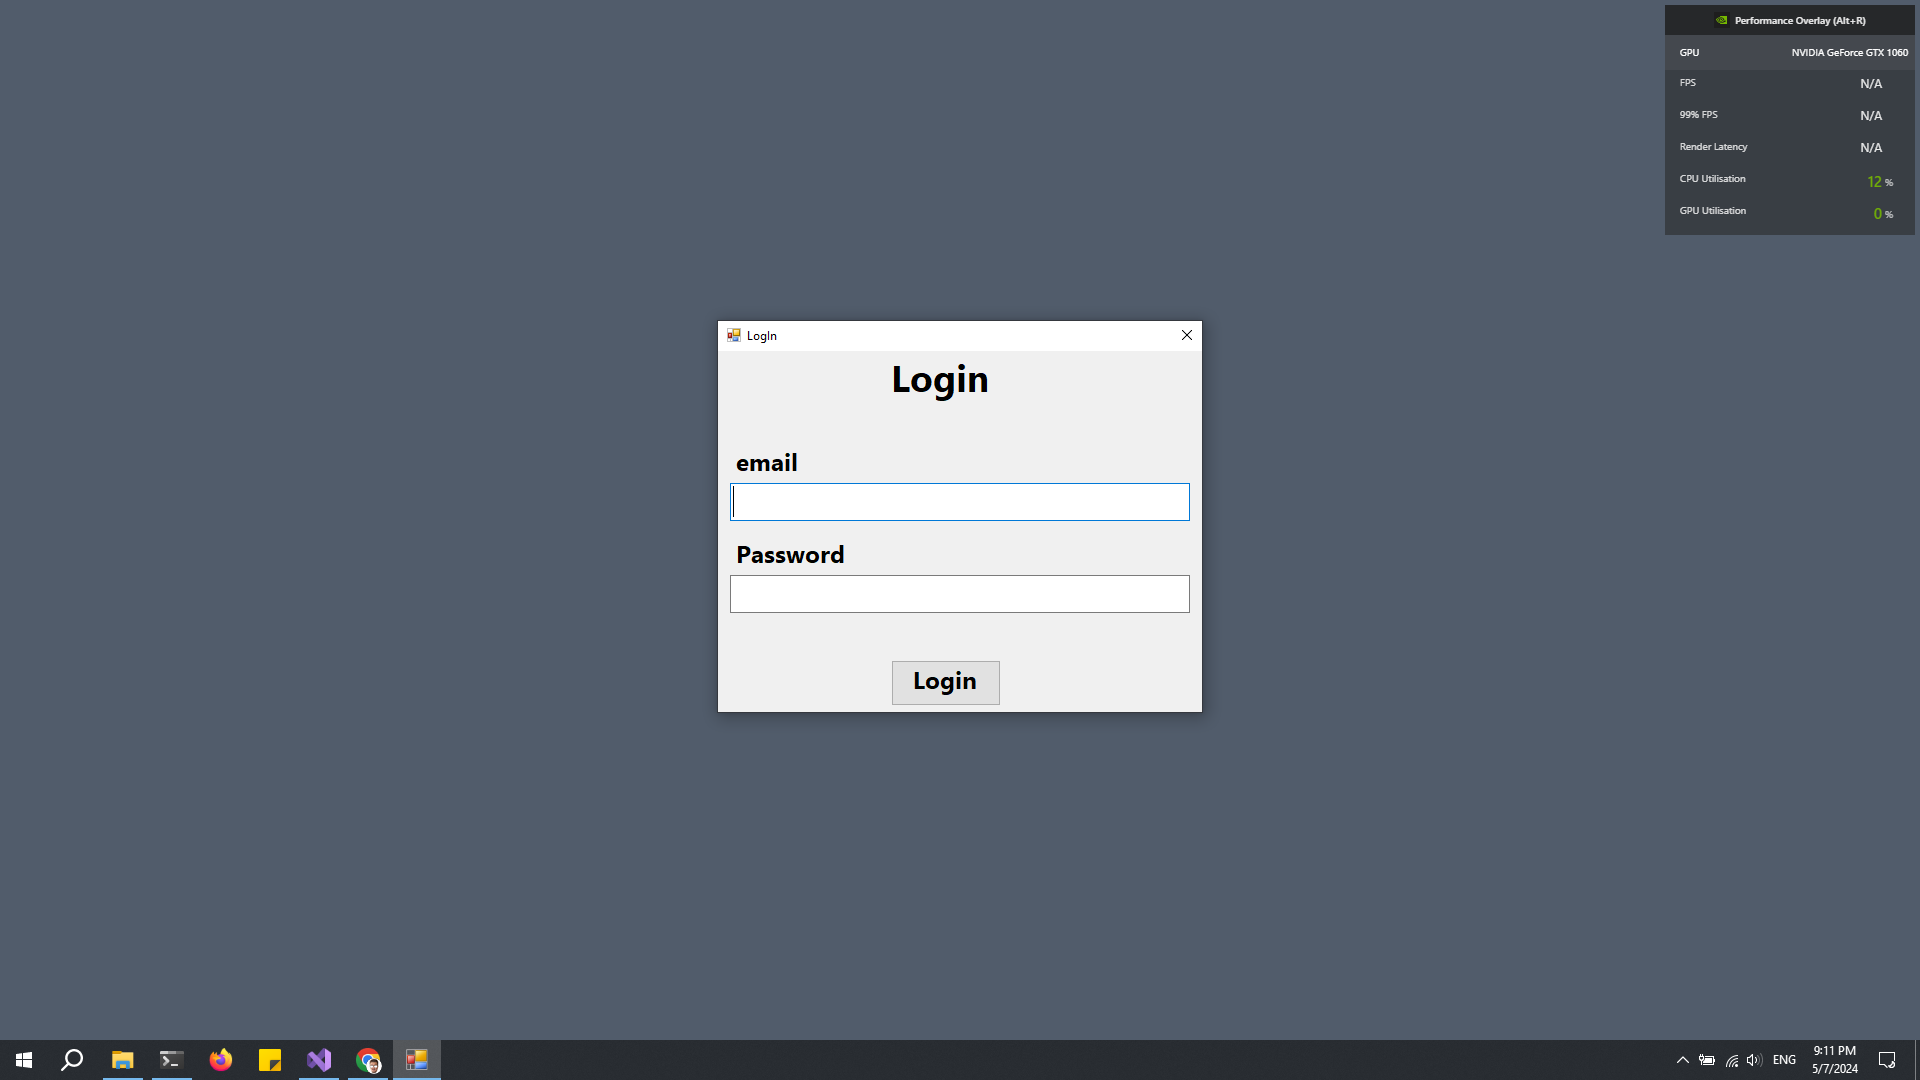 Performance Overlay (Alt+R)
GPU NVIDIA GeForce GTX 1060
FPS N/A
99% FPS N/A
Render Latency N/A
CPU Utilisation 12 %
GPU Utilisation 0 %
LogIn
Login
email
Password
Login
ENG
9:11 PM
5/7/2024